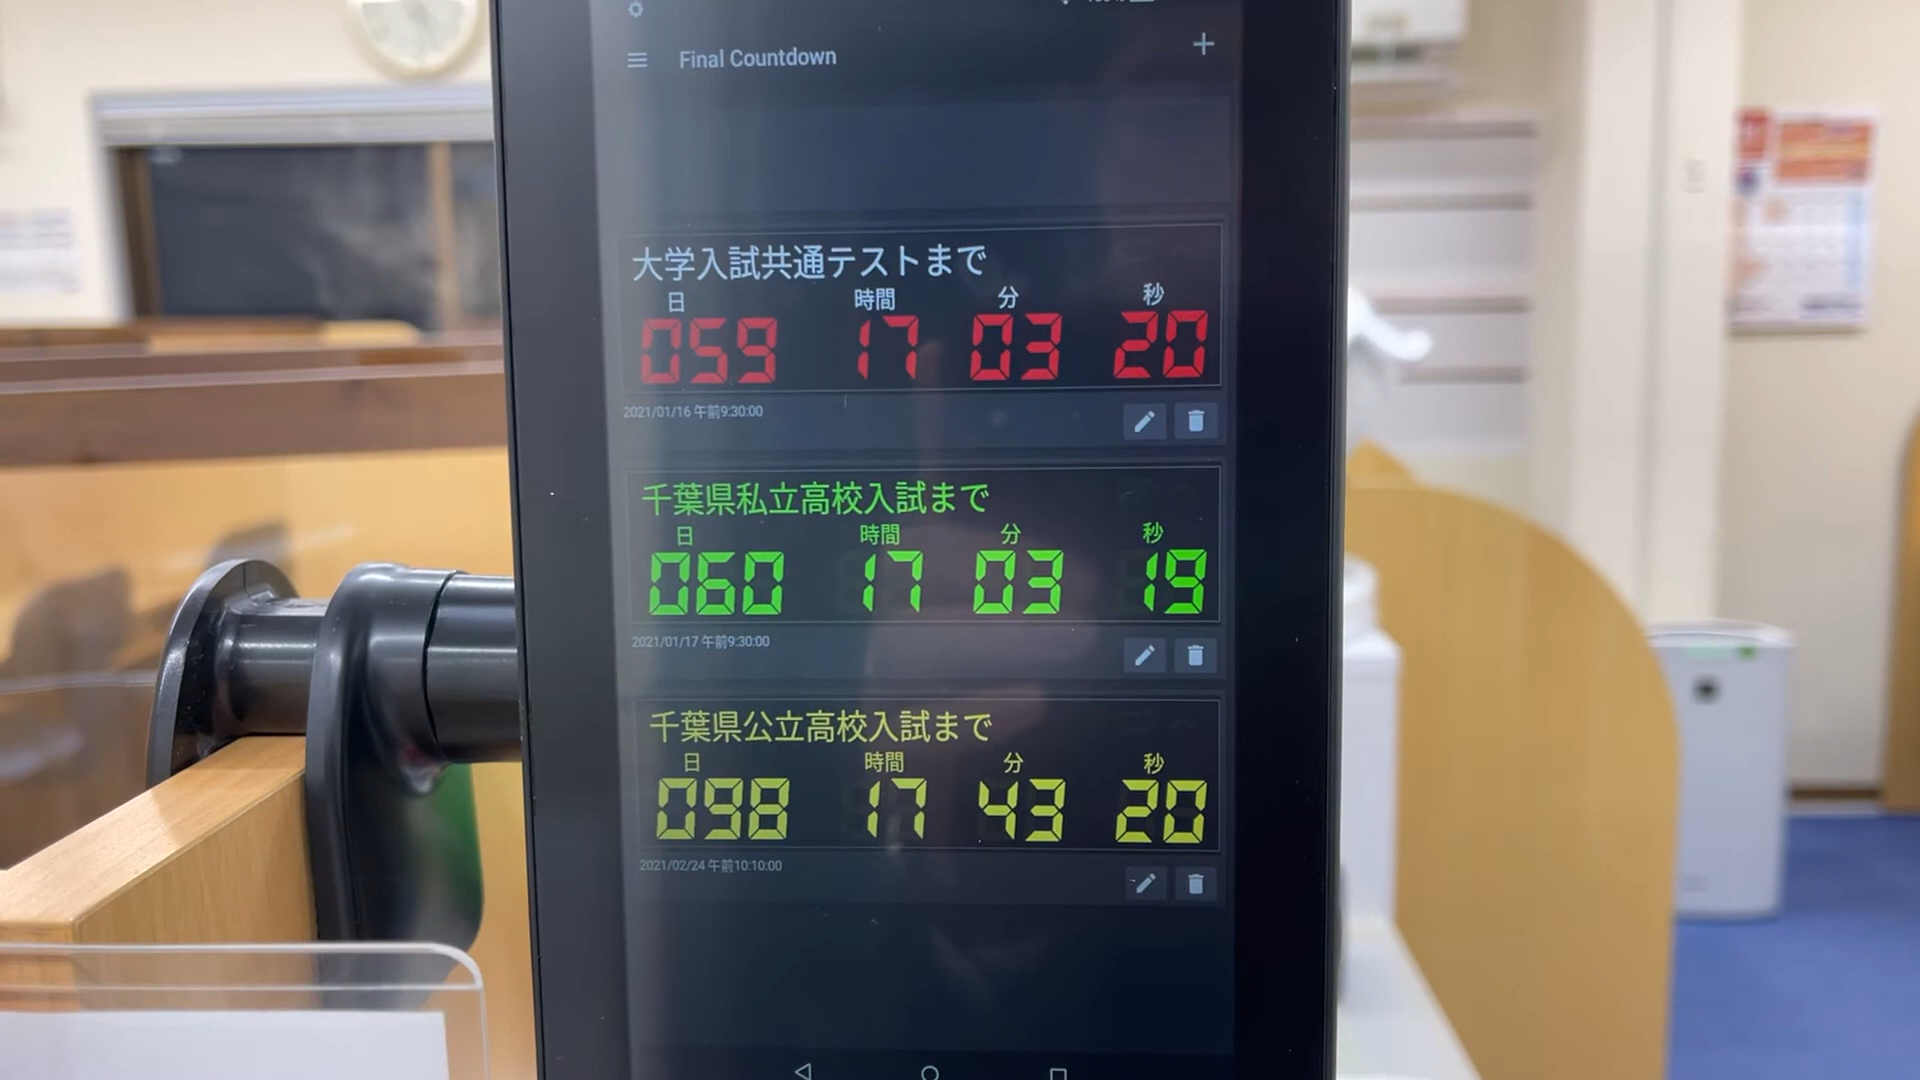 Final Countdown
大学入試共通テストまで
日 時間 分 秒
059 17 03 20
2021/01/16 午前9:30:00
千葉県私立高校入試まで
日 時間 分 秒
060 17 03 19
2021/01/17 午前9:30:00
千葉県公立高校入試まで
日 時間 分 秒
098 17 43 20
2021/02/24 午前10:10:00